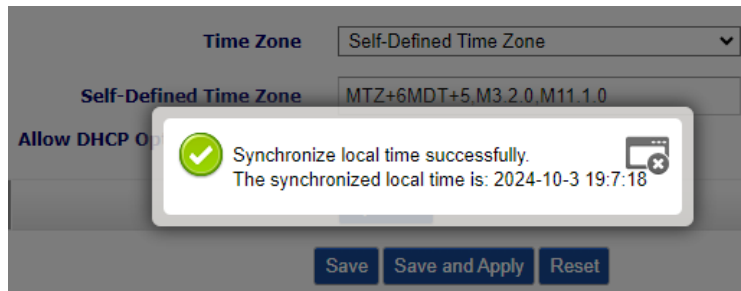 Time Zone
Self-Defined Time Zone
Self-Defined Time Zone
MTZ+6MDT+5,M3.2.0,M11.1.0
Allow DHCP Op
Synchronize local time successfully.
The synchronized local time is: 2024-10-3 19:7:18
Save
Save and Apply
Reset